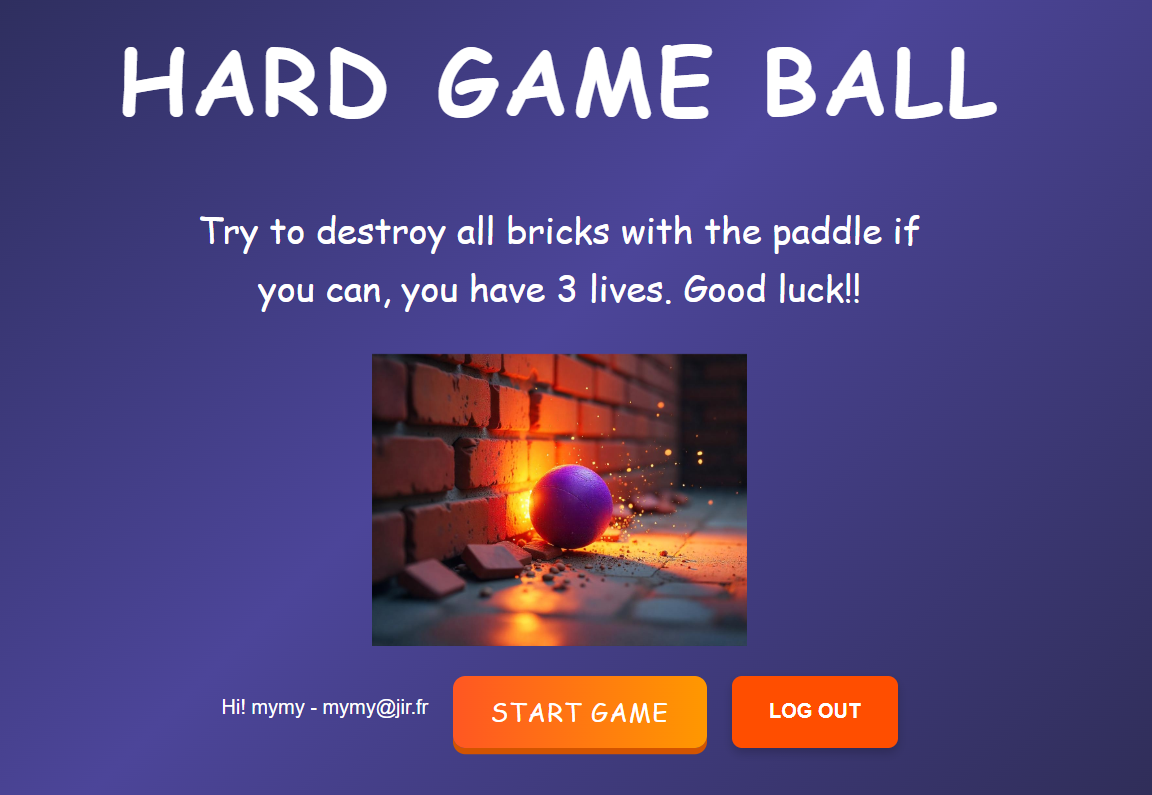 HARD GAME BALL
Try to destroy all bricks with the paddle if
you can, you have 3 lives. Good luck!!
Hi! mymy - mymy@jir.fr
START GAME
LOG OUT